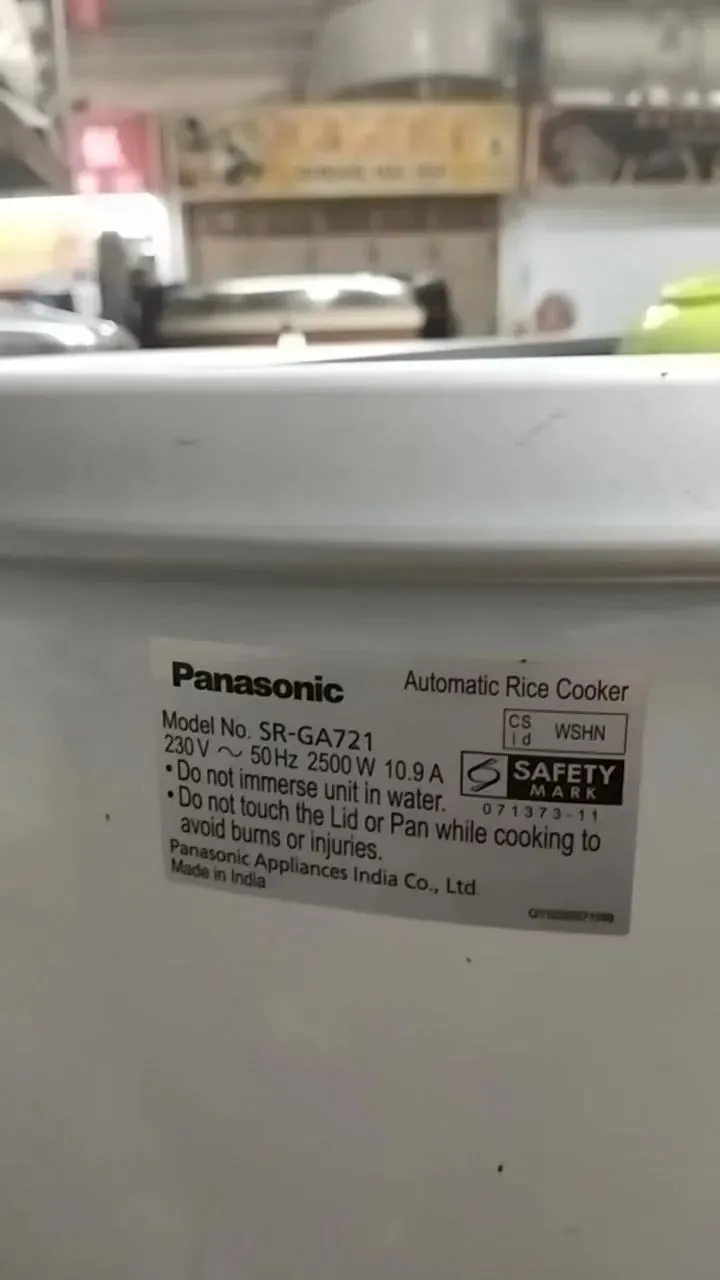 Panasonic
Automatic Rice Cooker
Model No. SR-GA721
CS
Id
WSHN
230V ～ 50Hz 2500W 10.9A
SAFETY
MARK
071373-11
•Do not immerse unit in water.
•Do not touch the Lid or Pan while cooking to
avoid burns or injuries.
Panasonic Appliances India Co., Ltd.
Made in India